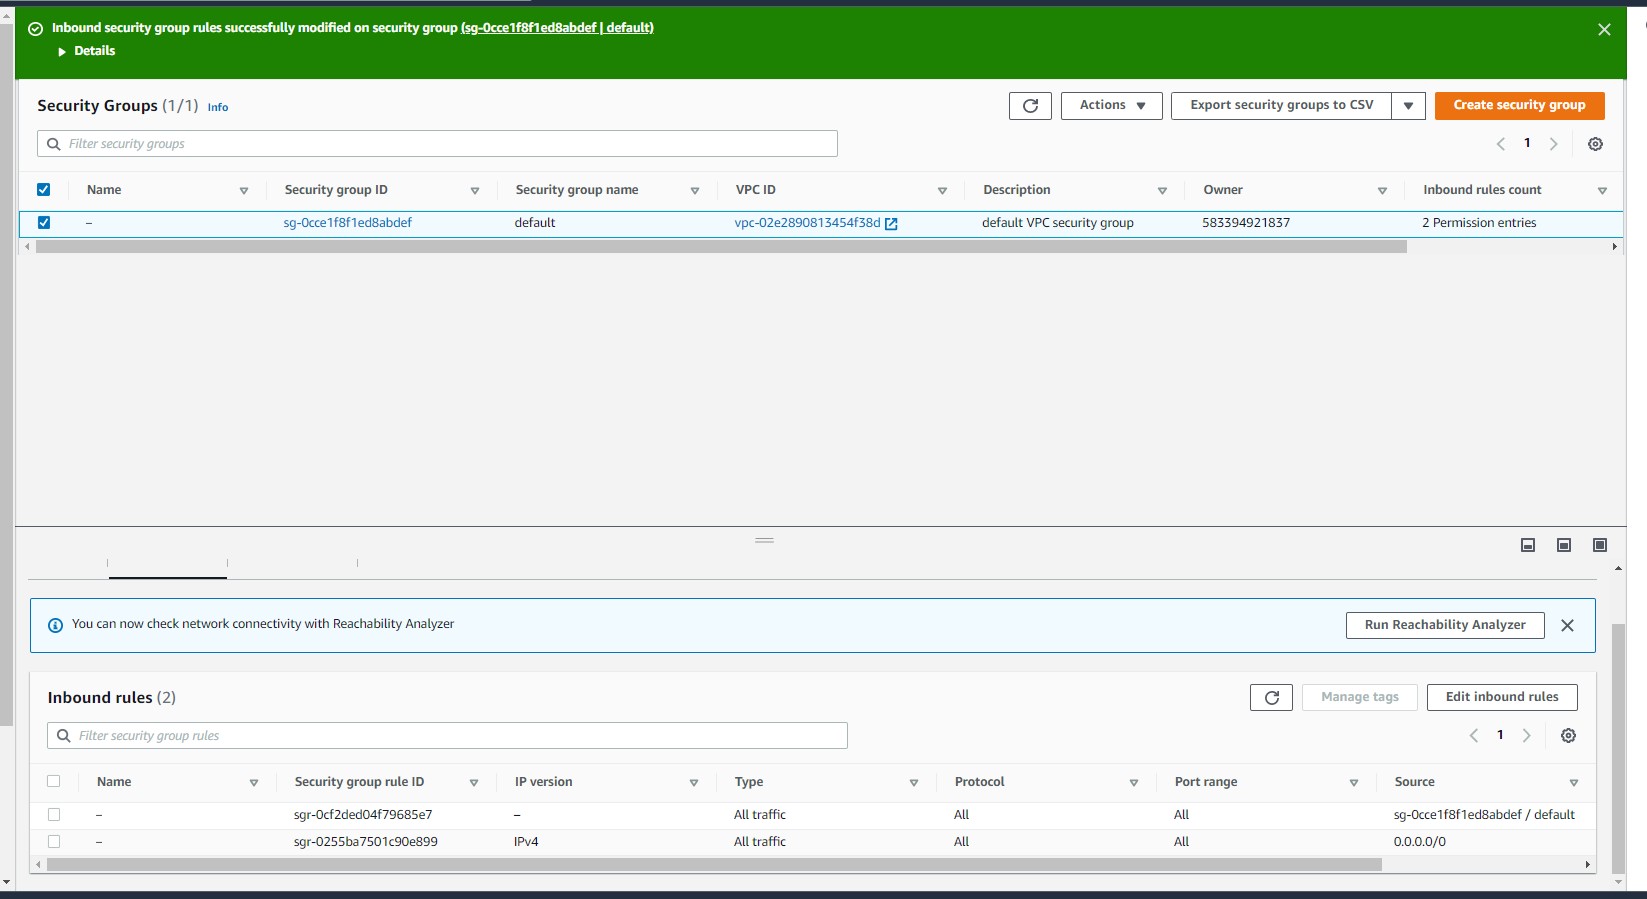 Inbound security group rules successfully modified on security group (sg-0cce1f8f1ed8abdef | default)
Details
Security Groups (1/1) Info
Actions
Export security groups to CSV
Create security group
Filter security groups
1
Name Security group ID Security group name VPC ID Description Owner Inbound rules count
– sg-0cce1f8f1ed8abdef default vpc-02e2890813454f38d default VPC security group 583394921837 2 Permission entries
You can now check network connectivity with Reachability Analyzer
Run Reachability Analyzer
Inbound rules (2)
Manage tags
Edit inbound rules
Filter security group rules
1
Name Security group rule ID IP version Type Protocol Port range Source
– sgr-0cf2ded04f79685e7 – All traffic All All sg-0cce1f8f1ed8abdef / default
– sgr-0255ba7501c90e899 IPv4 All traffic All All 0.0.0.0/0